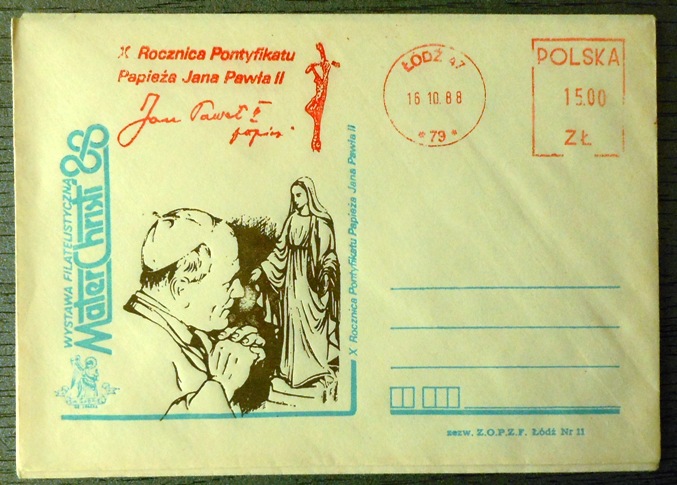 X Rocznica Pontyfikatu
Papieża Jana Pawła II
Jan Paweł II
papież
ŁÓDŹ 47
16.10.88
* 79 *
POLSKA
15.00
ZŁ
WYSTAWA FILATELISTYCZNA
Mater Christi 88
X Rocznica Pontyfikatu Papieża Jana Pawła II
zezw. Z.O.P.Z.F. Łódź Nr 11